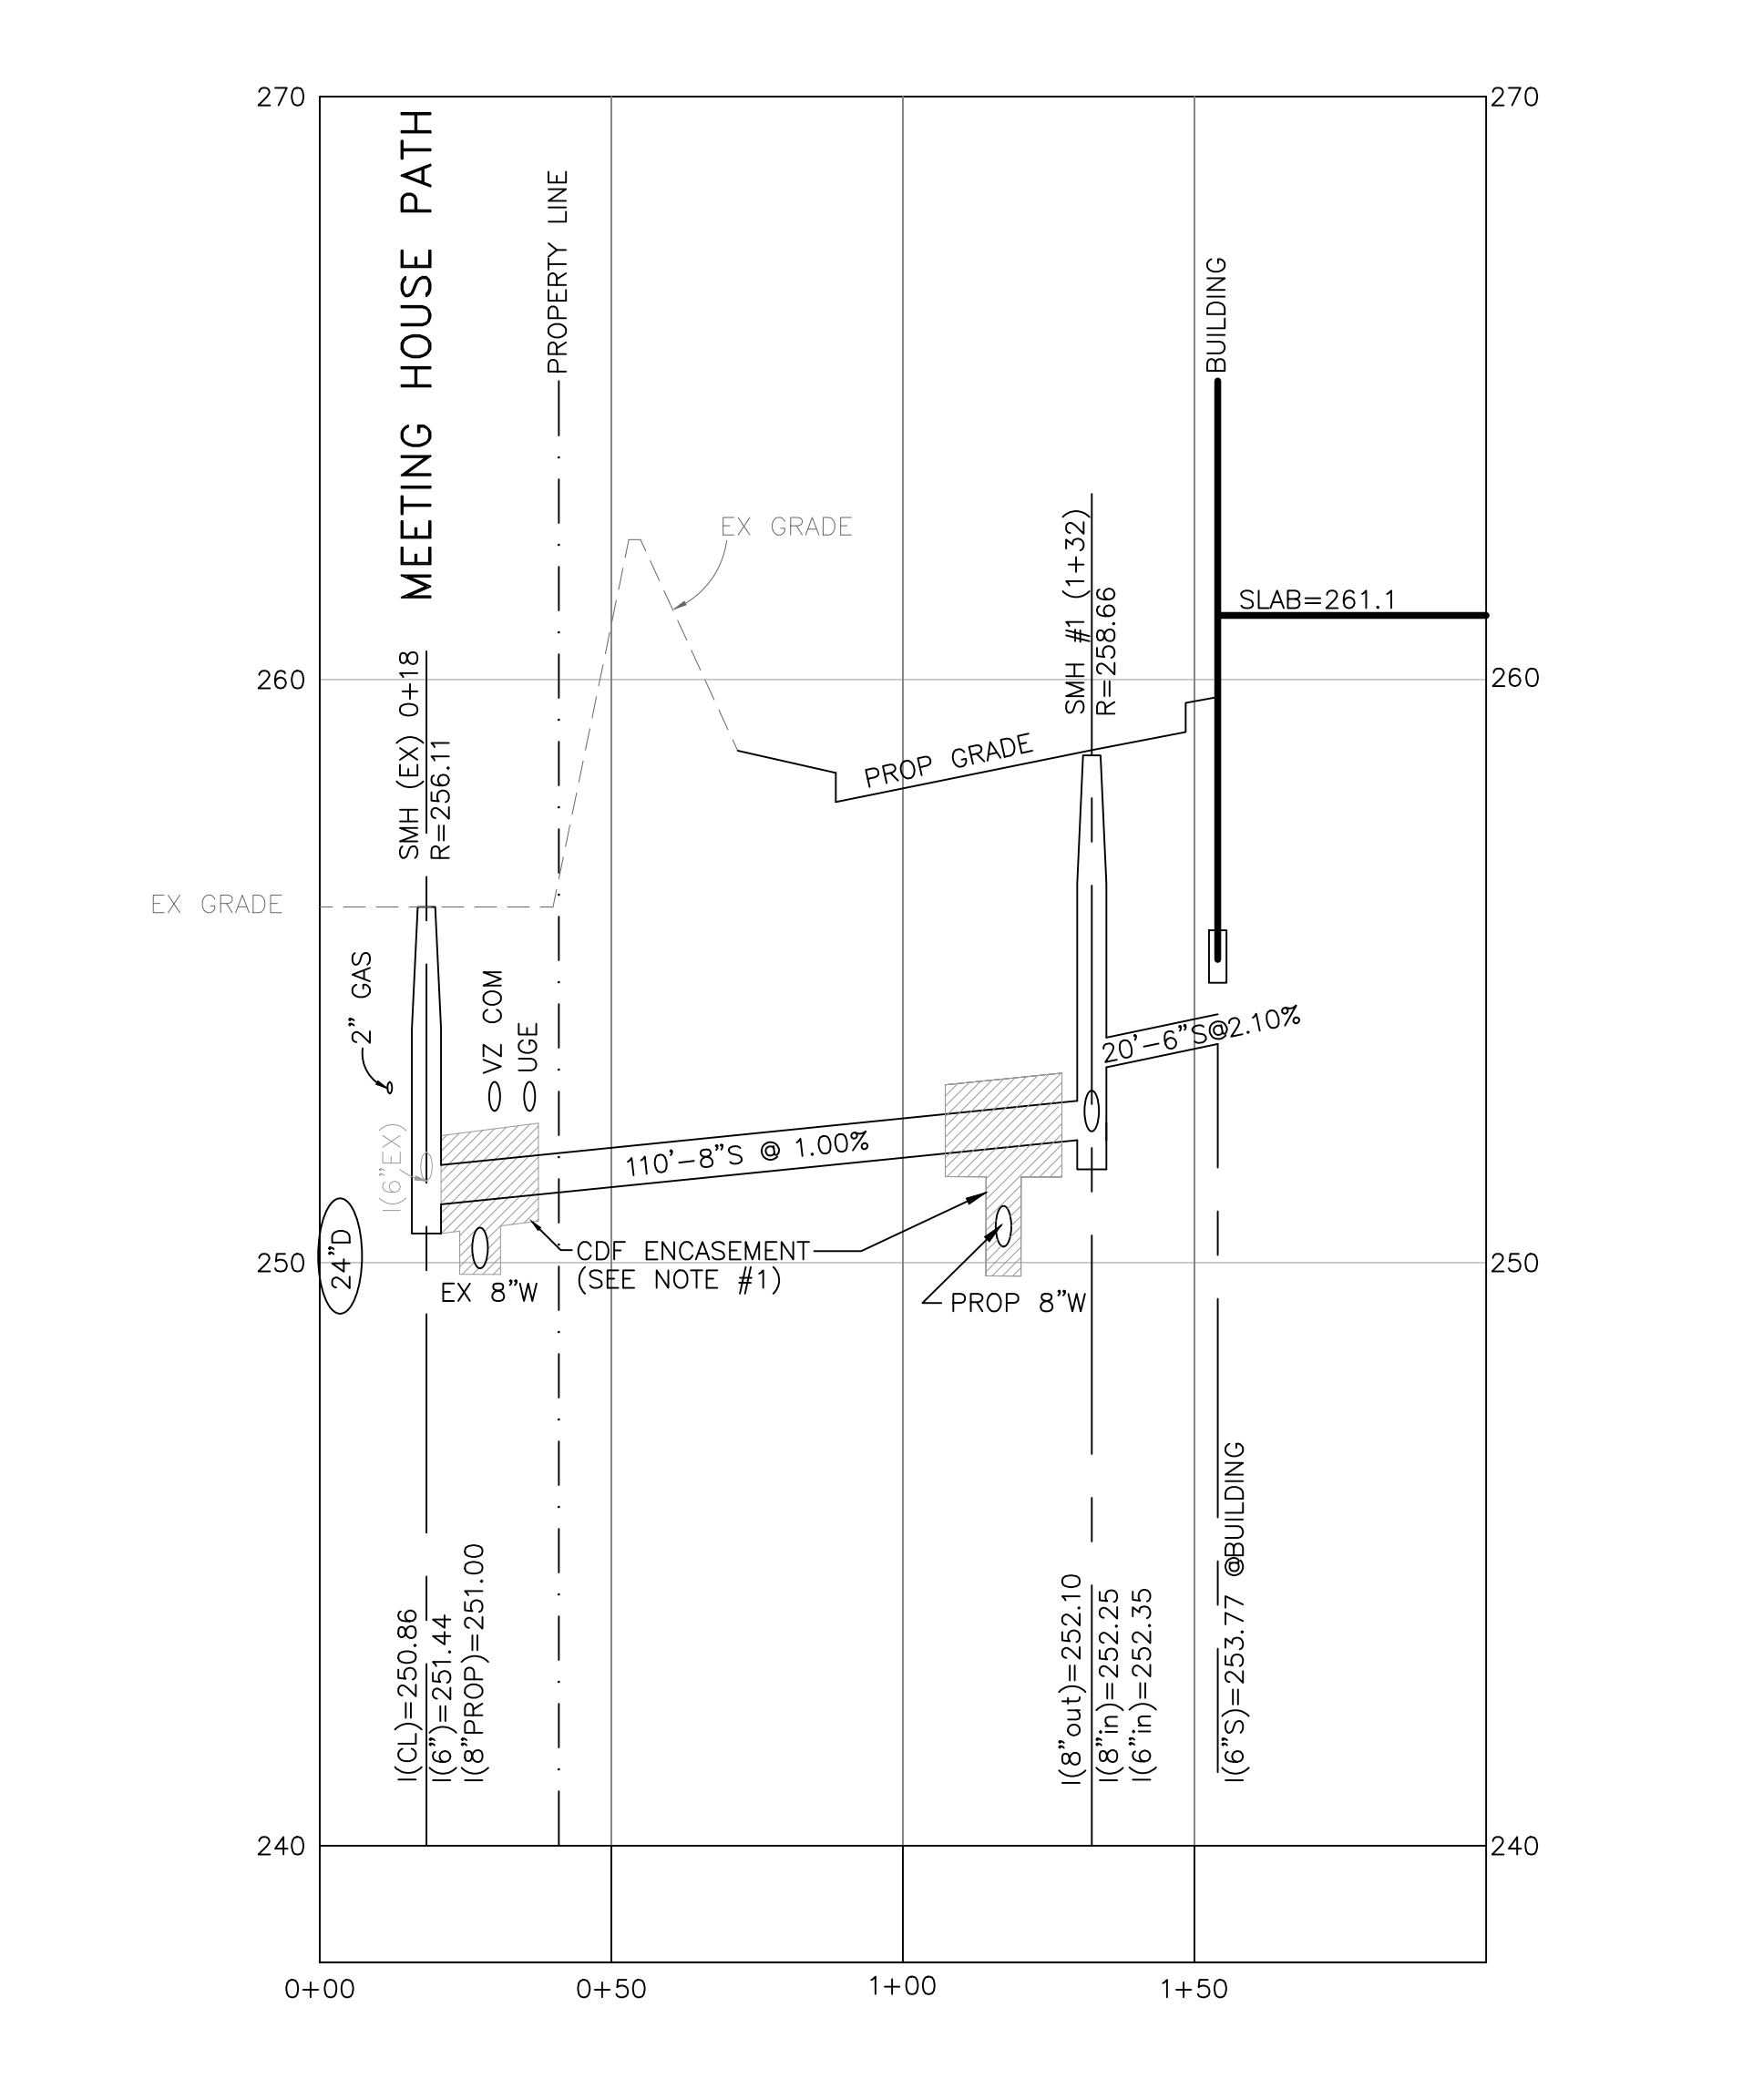 270
270
MEETING HOUSE PATH
PROPERTY LINE
BUILDING
EX GRADE
SMH #1 (1+32)
R=258.66
SLAB=261.1
260
260
SMH (EX) 0+18
R=256.11
PROP GRADE
EX GRADE
2" GAS
VZ COM
UGE
20'-6"S@2.10%
I(6"EX)
110'-8"S @ 1.00%
24"D
250
250
CDF ENCASEMENT
(SEE NOTE #1)
EX 8"W
PROP 8"W
I(CL)=250.86
I(6")=251.44
I(8"PROP)=251.00
I(8"out)=252.10
I(8"in)=252.25
I(6"in)=252.35
I(6"S)=253.77 @BUILDING
240
240
0+00
0+50
1+00
1+50